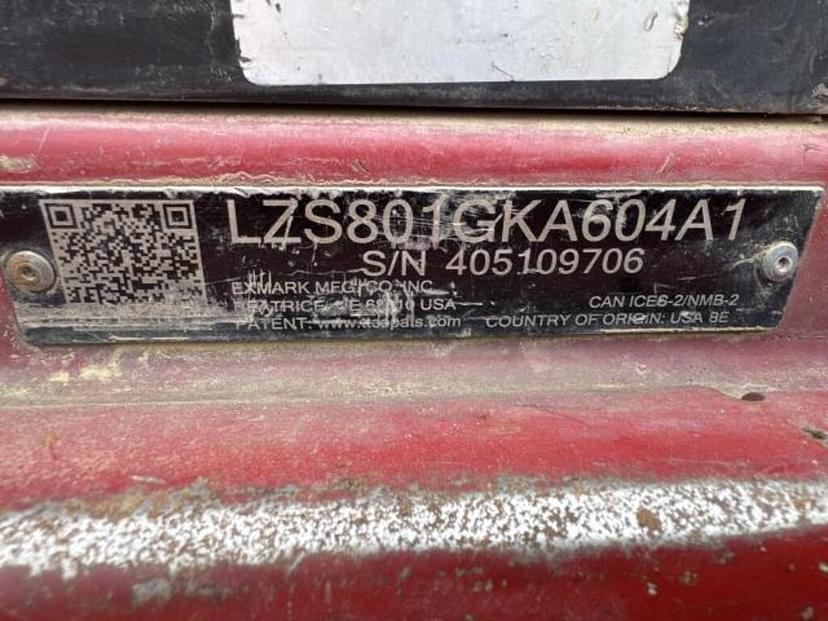 LZS801GKA604A1
S/N 405109706
EXMARK MFG. CO. INC.
USA
CAN ICES-2/NMB-2
PATENT: COUNTRY OF ORIGIN: USA BE